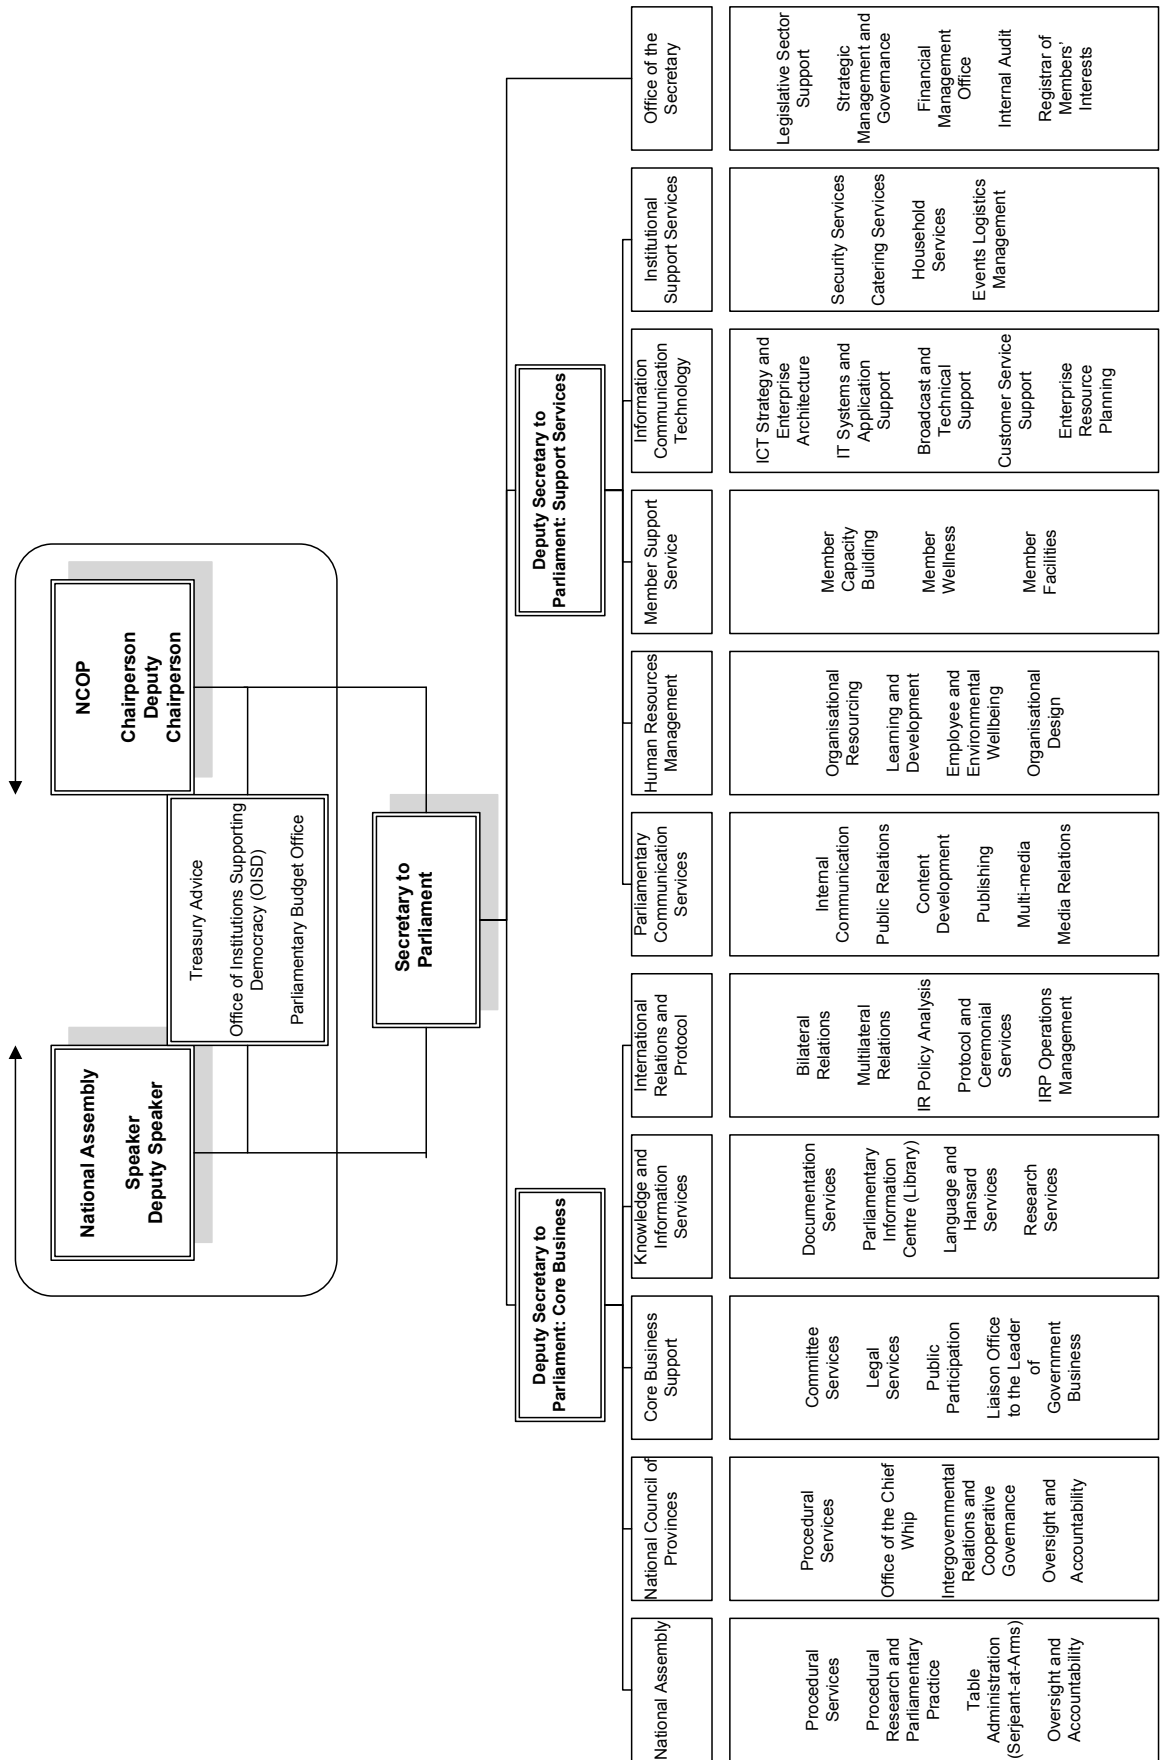 National Assembly
Speaker
Deputy Speaker
NCOP
Chairperson
Deputy
Chairperson
Treasury Advice
Office of Institutions Supporting
Democracy (OISD)
Parliamentary Budget Office
Secretary to
Parliament
Deputy Secretary to
Parliament: Core Business
Deputy Secretary to
Parliament: Support Services
National Assembly
Procedural
Services
Procedural
Research and
Parliamentary
Practice
Table
Administration
(Serjeant-at-Arms)
Oversight and
Accountability
National Council of
Provinces
Procedural
Services
Office of the Chief
Whip
Intergovernmental
Relations and
Cooperative
Governance
Oversight and
Accountability
Core Business
Support
Committee
Services
Legal
Services
Public
Participation
Liaison Office
to the Leader
of
Government
Business
Knowledge and
Information
Services
Documentation
Services
Parliamentary
Information
Centre (Library)
Language and
Hansard
Services
Research
Services
International
Relations and
Protocol
Bilateral
Relations
Multilateral
Relations
IR Policy Analysis
Protocol and
Ceremonial
Services
IRP Operations
Management
Parliamentary
Communication
Services
Internal
Communication
Public Relations
Content
Development
Publishing
Multi-media
Media Relations
Human Resources
Management
Organisational
Resourcing
Learning and
Development
Employee and
Environmental
Wellbeing
Organisational
Design
Member Support
Service
Member
Capacity
Building
Member
Wellness
Member
Facilities
Information
Communication
Technology
ICT Strategy and
Enterprise
Architecture
IT Systems and
Application
Support
Broadcast and
Technical
Support
Customer Service
Support
Enterprise
Resource
Planning
Institutional
Support Services
Security Services
Catering Services
Household
Services
Events Logistics
Management
Office of the
Secretary
Legislative Sector
Support
Strategic
Management and
Governance
Financial
Management
Office
Internal Audit
Registrar of
Members’
Interests